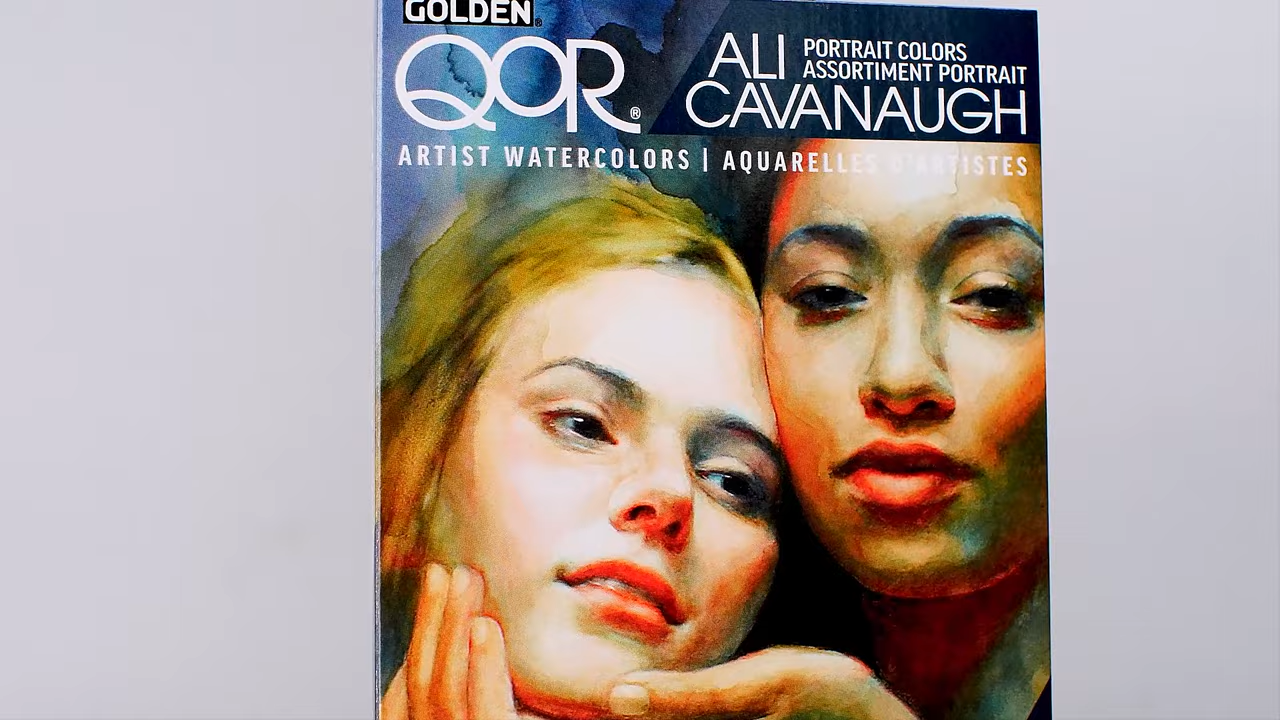 GOLDEN®
QOR®
ALI CAVANAUGH
PORTRAIT COLORS
ASSORTIMENT PORTRAIT
ARTIST WATERCOLORS | AQUARELLES D'ARTISTES